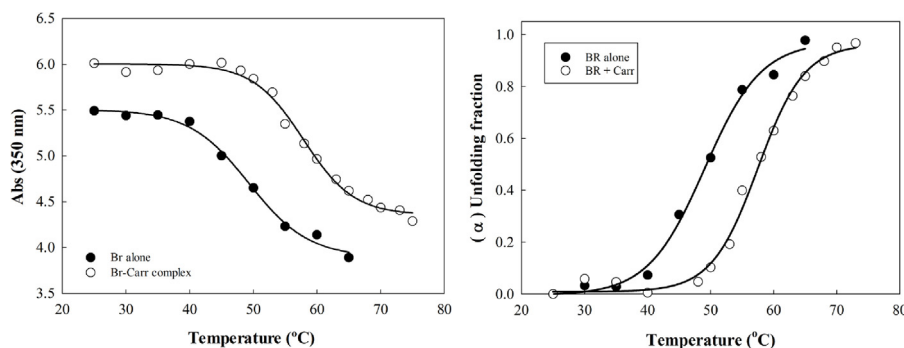 6.5
6.0
5.5
5.0
4.5
4.0
3.5
Abs (350 nm)
Br alone
Br-Carr complex
20 30 40 50 60 70 80
Temperature (°C)
1.0
0.8
0.6
0.4
0.2
0.0
( α ) Unfolding fraction
BR alone
BR + Carr
20 30 40 50 60 70 80
Temperature (°C)